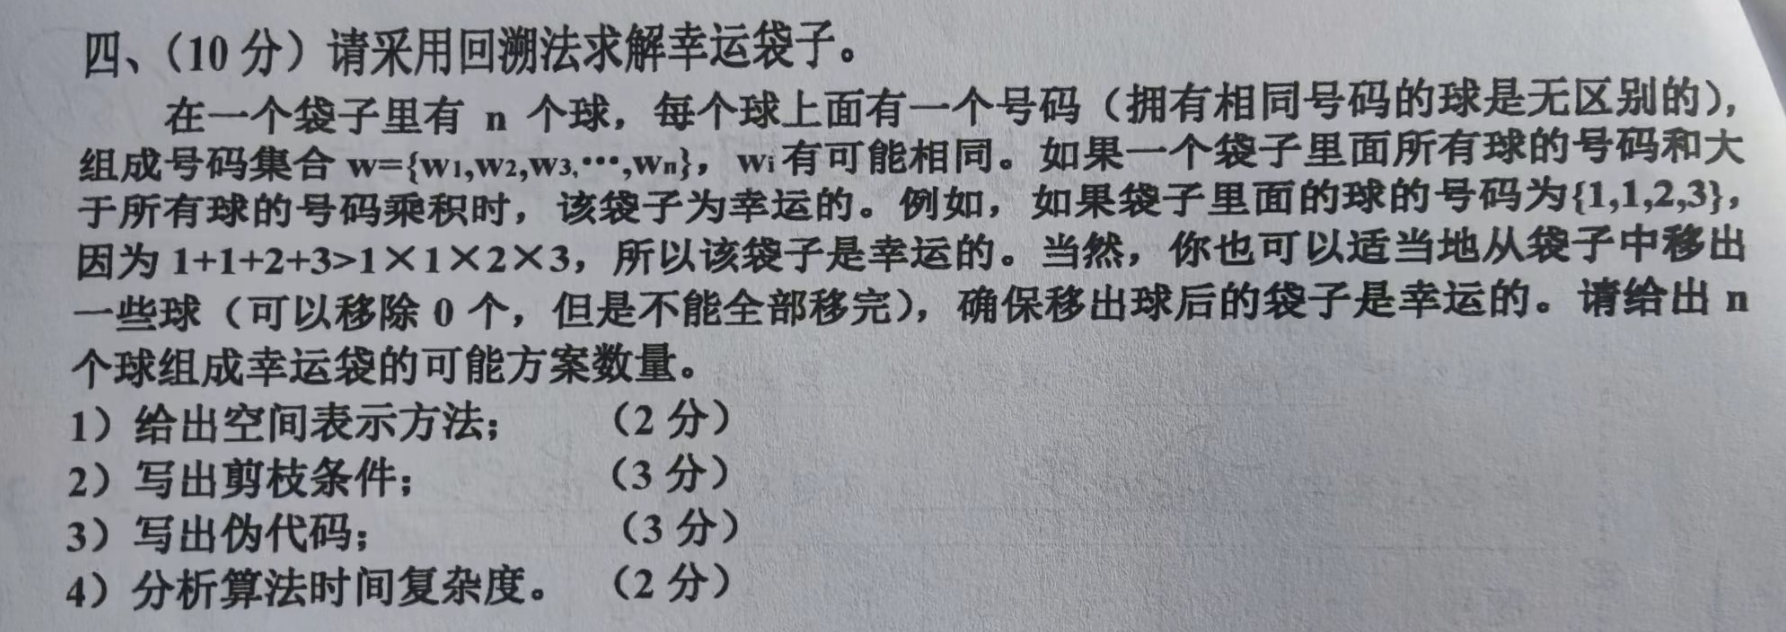 四、（10 分）请采用回溯法求解幸运袋子。
在一个袋子里有 n 个球，每个球上面有一个号码（拥有相同号码的球是无区别的），
组成号码集合 w={w1,w2,w3,…,wn}，wi 有可能相同。如果一个袋子里面所有球的号码和大
于所有球的号码乘积时，该袋子为幸运的。例如，如果袋子里面的球的号码为{1,1,2,3}，
因为 1+1+2+3>1×1×2×3，所以该袋子是幸运的。当然，你也可以适当地从袋子中移出
一些球（可以移除 0 个，但是不能全部移完），确保移出球后的袋子是幸运的。请给出 n
个球组成幸运袋的可能方案数量。
1）给出空间表示方法；（2 分）
2）写出剪枝条件；（3 分）
3）写出伪代码；（3 分）
4）分析算法时间复杂度。（2 分）